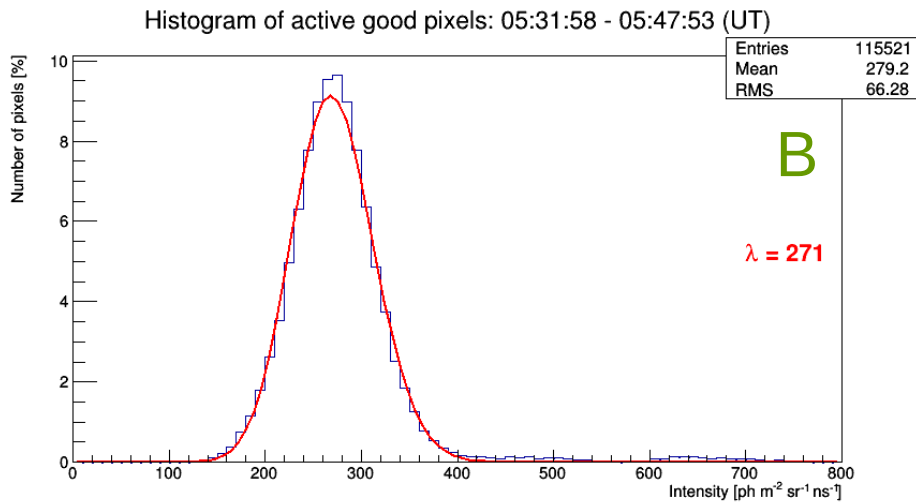 Histogram of active good pixels: 05:31:58 - 05:47:53 (UT)
Entries 115521
Mean 279.2
RMS 66.28
Number of pixels [%]
10
8
6
4
2
0
B
λ = 271
0 100 200 300 400 500 600 700 800
Intensity [ph m⁻² sr⁻¹ ns⁻¹]